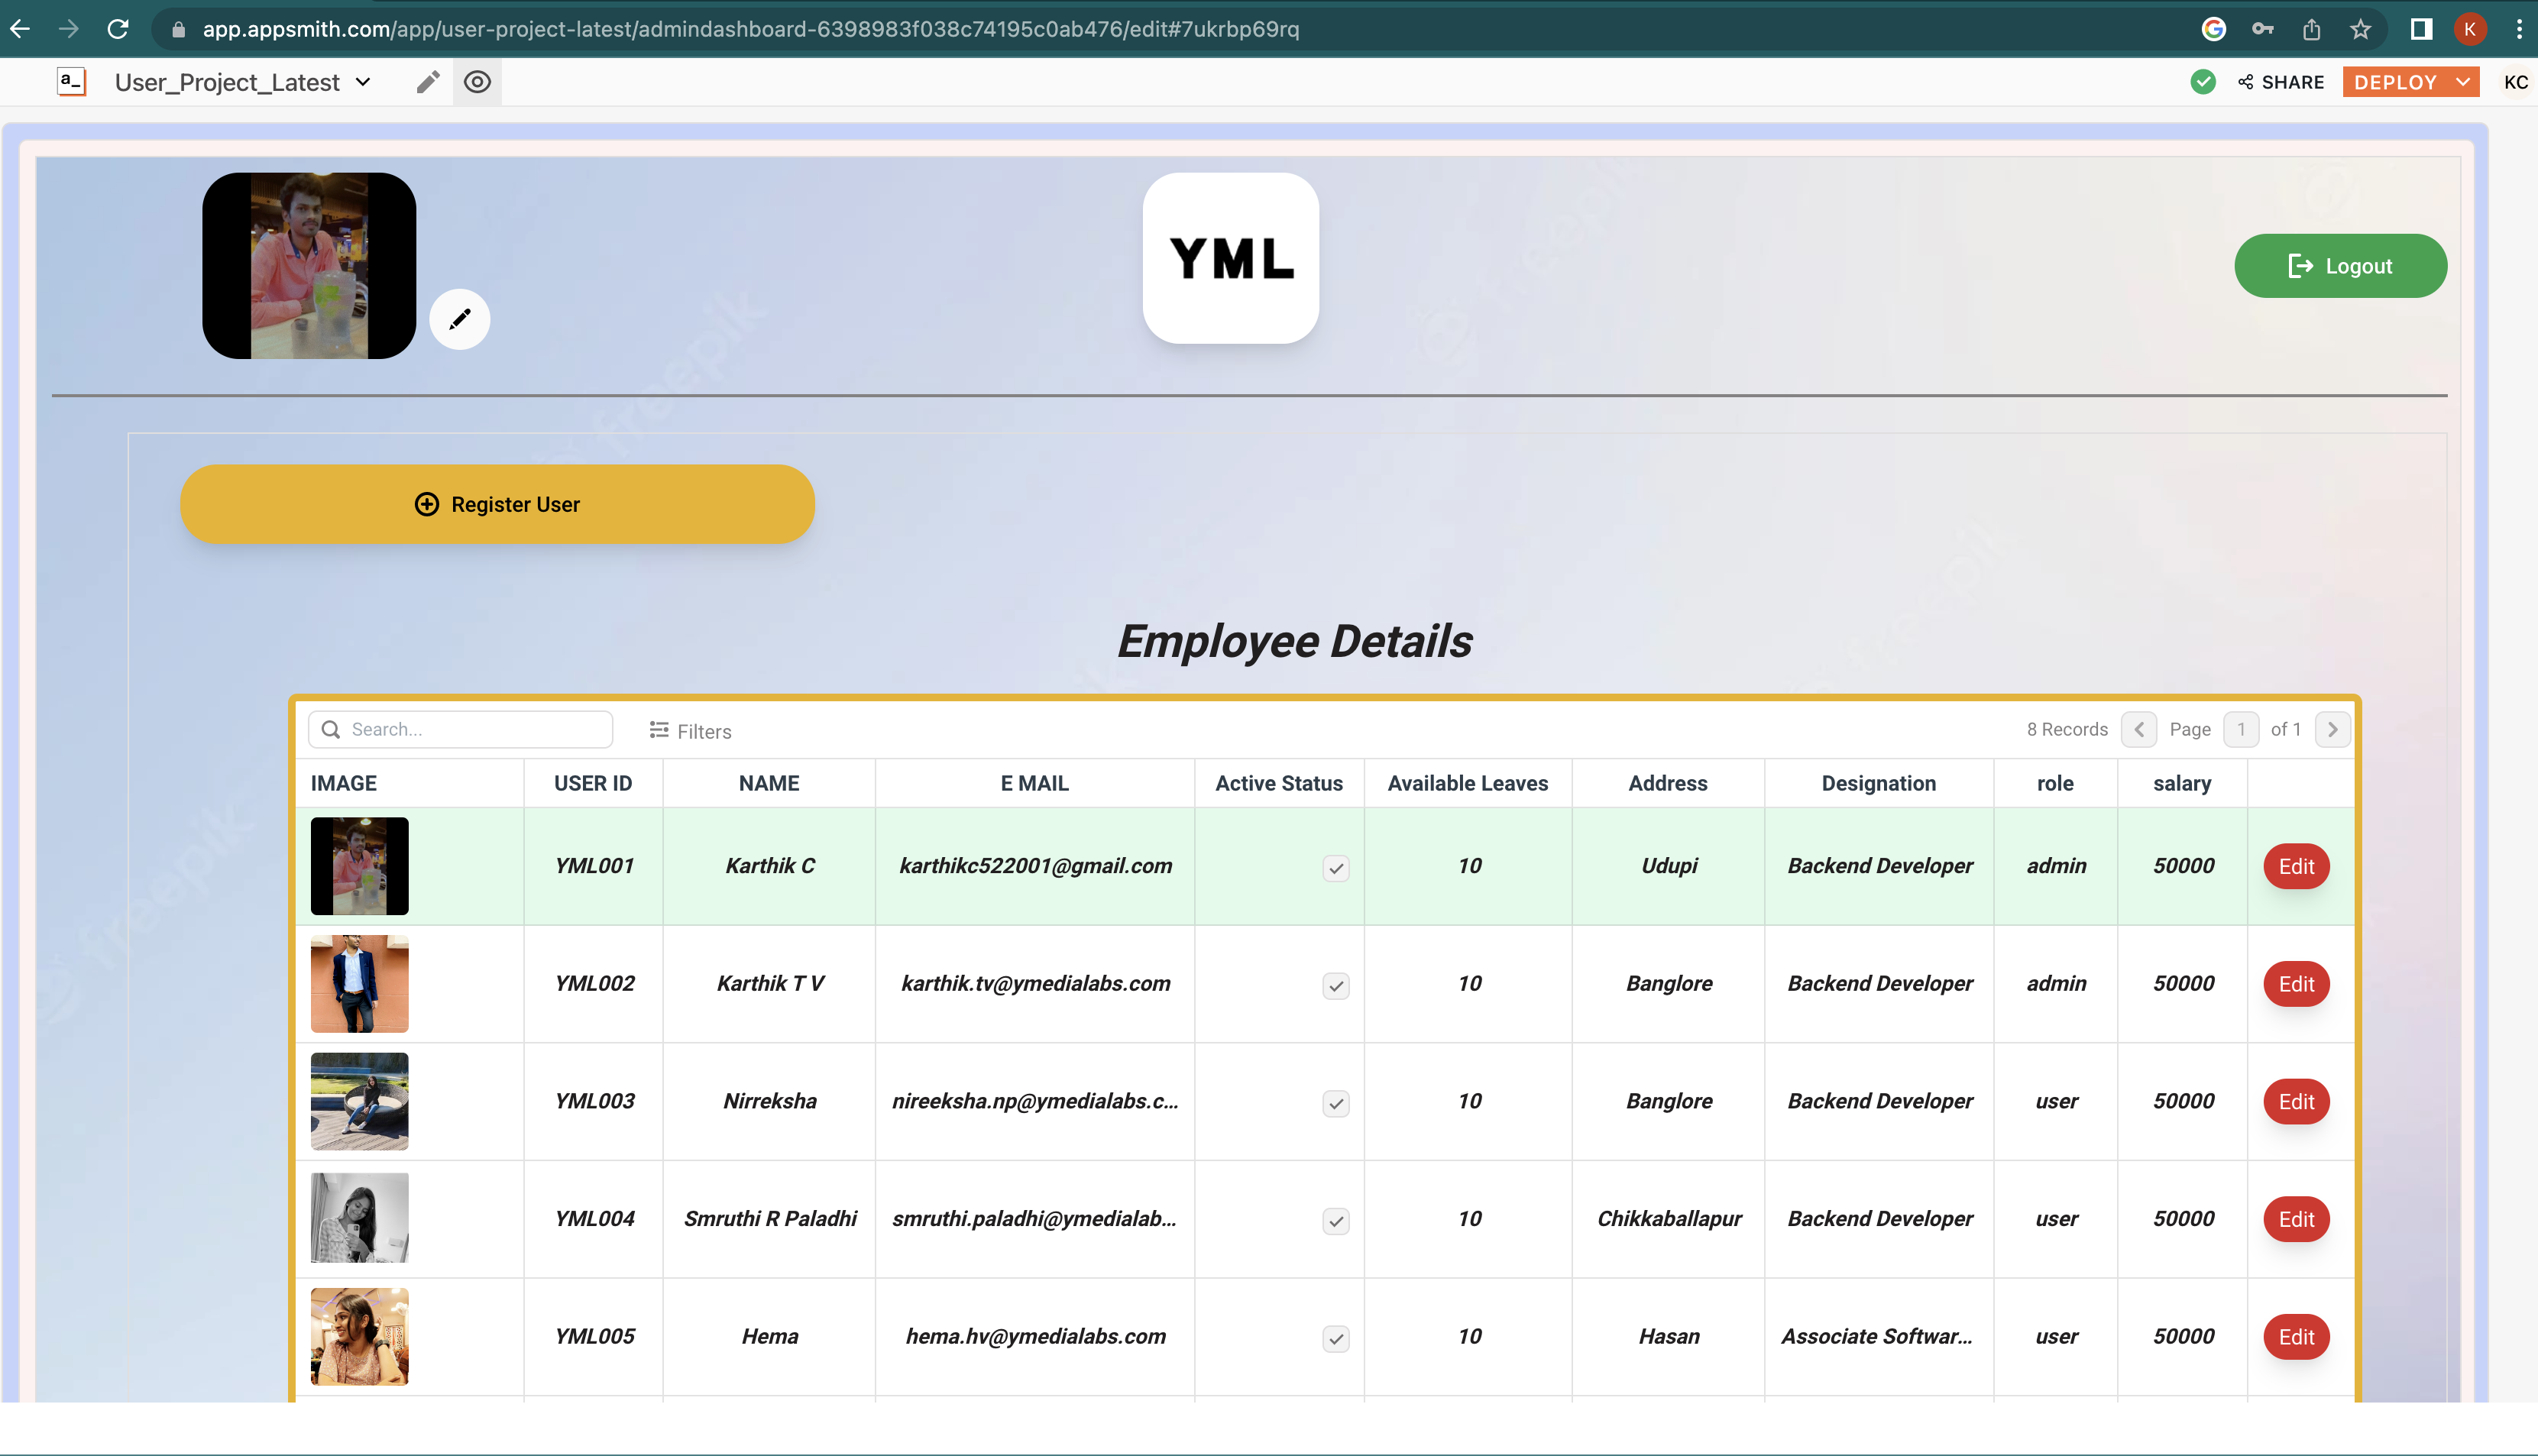 app.appsmith.com/app/user-project-latest/admindashboard-6398983f038c74195c0ab476/edit#7ukrbp69rq
K
a_
User_Project_Latest
SHARE
DEPLOY
KC
YML
Logout
freepik
Register User
Employee Details
Search...
Filters
8 Records
Page 1 of 1
IMAGE USER ID NAME E MAIL Active Status Available Leaves Address Designation role salary
YML001 Karthik C karthikc522001@gmail.com 10 Udupi Backend Developer admin 50000 Edit
YML002 Karthik T V karthik.tv@ymedialabs.com 10 Banglore Backend Developer admin 50000 Edit
YML003 Nirreksha nireeksha.np@ymedialabs.c... 10 Banglore Backend Developer user 50000 Edit
YML004 Smruthi R Paladhi smruthi.paladhi@ymedialab... 10 Chikkaballapur Backend Developer user 50000 Edit
YML005 Hema hema.hv@ymedialabs.com 10 Hasan Associate Softwar... user 50000 Edit